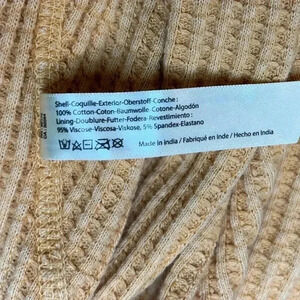 Shell-Coquille-Exterior-Oberstoff-Conche :
100% Cotton-Coton-Baumwolle-Cotone-Algodón
Lining-Doublure-Futter-Fodera-Revestimiento :
95% Viscose-Viscosa-Viskose, 5% Spandex-Elastano
Made in India / Fabriqué en Inde / Hecho en India